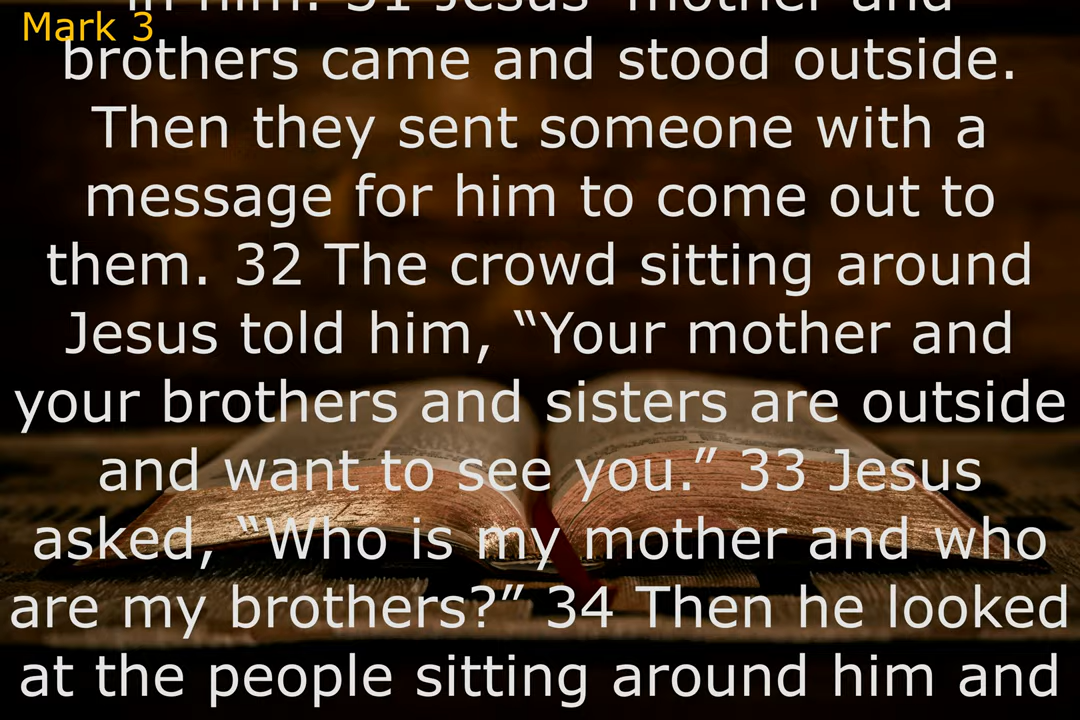 Mark 3
in him. 31 Jesus' mother and
brothers came and stood outside.
Then they sent someone with a
message for him to come out to
them. 32 The crowd sitting around
Jesus told him, “Your mother and
your brothers and sisters are outside
and want to see you.” 33 Jesus
asked, “Who is my mother and who
are my brothers?” 34 Then he looked
at the people sitting around him and